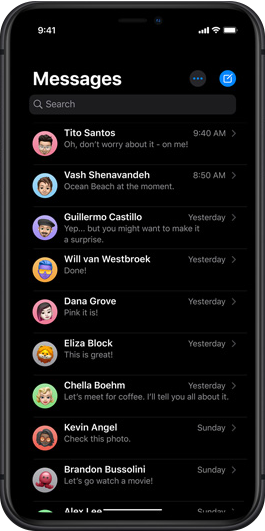 9:41
Messages
Search
Tito Santos 9:40 AM
Oh, don't worry about it - on me!
Vash Shenavandeh 8:50 AM
Ocean Beach at the moment.
Guillermo Castillo Yesterday
Yep... but you might want to make it
a surprise.
Will van Westbroek Yesterday
Done!
Dana Grove Yesterday
Pink it is!
Eliza Block Yesterday
This is great!
Chella Boehm Yesterday
Let's meet for coffee. I'll tell you all about it.
Kevin Angel Sunday
Check this photo.
Brandon Bussolini Sunday
Let's go watch a movie!
Alex Lee Sunday